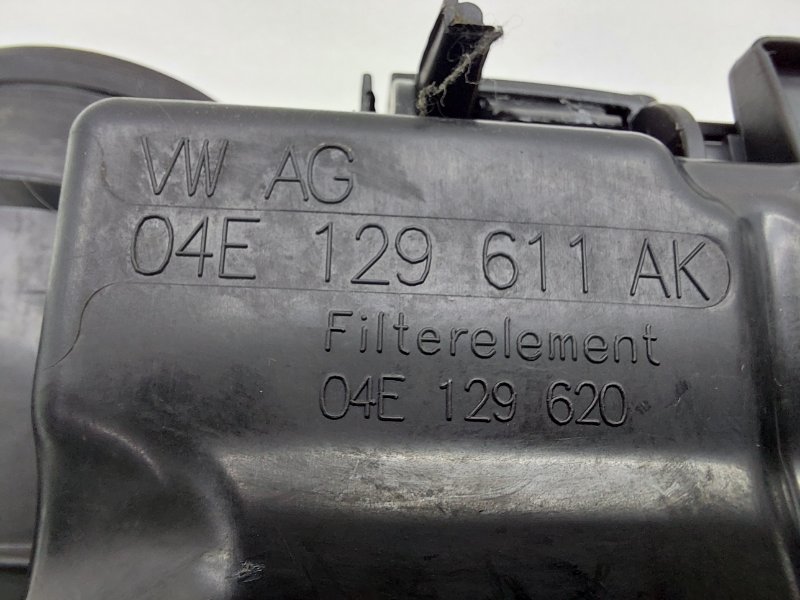 VW AG
04E 129 611 AK
Filterelement
04E 129 620